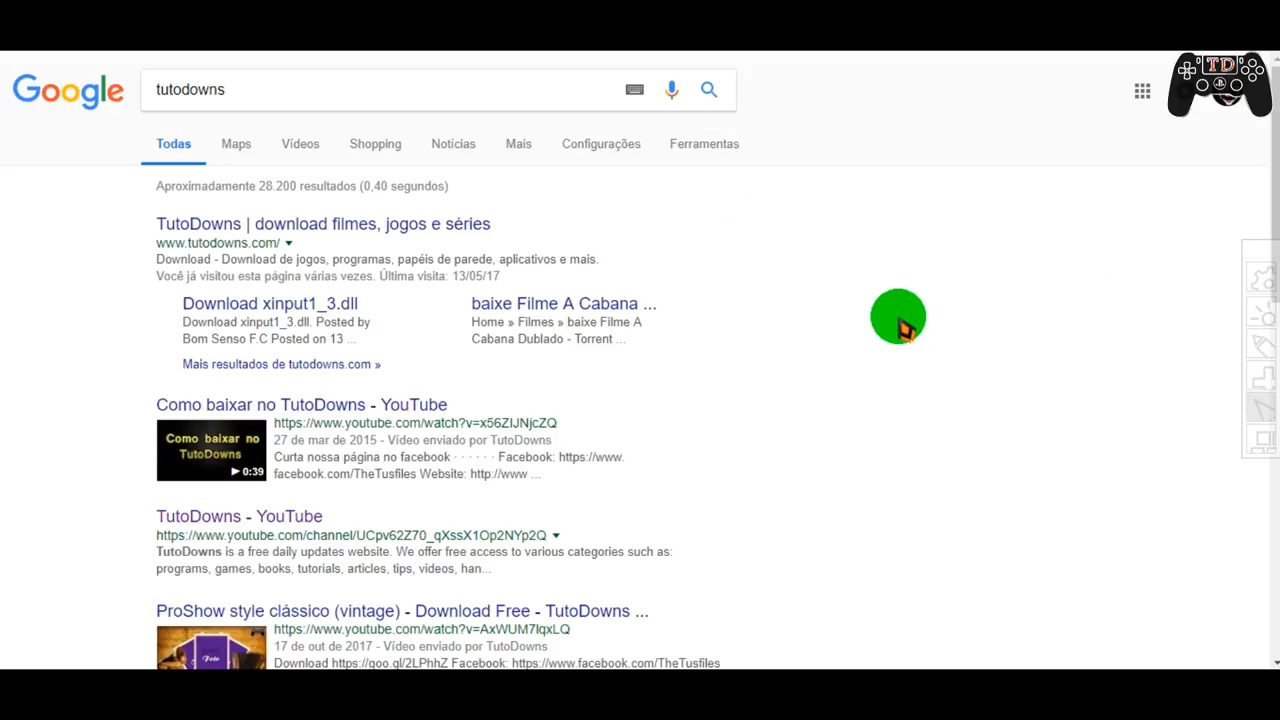 Google
tutodowns
TD
Todas Maps Vídeos Shopping Notícias Mais Configurações Ferramentas
Aproximadamente 28.200 resultados (0,40 segundos)
TutoDowns | download filmes, jogos e séries
www.tutodowns.com/
Download - Download de jogos, programas, papéis de parede, aplicativos e mais.
Você já visitou esta página várias vezes. Última visita: 13/05/17
Download xinput1_3.dll
Download xinput1_3.dll. Posted by
Bom Senso F.C Posted on 13 ...
baixe Filme A Cabana ...
Home » Filmes » baixe Filme A
Cabana Dublado - Torrent ...
Mais resultados de tutodowns.com »
Como baixar no TutoDowns - YouTube
Como baixar no
TutoDowns
0:39
https://www.youtube.com/watch?v=x56ZIJNjcZQ
27 de mar de 2015 - Vídeo enviado por TutoDowns
Curta nossa página no facebook · · · · · · Facebook: https://www.
facebook.com/TheTusfiles Website: http://www ...
TutoDowns - YouTube
https://www.youtube.com/channel/UCpv62Z70_qXssX1Op2NYp2Q
TutoDowns is a free daily updates website. We offer free access to various categories such as:
programs, games, books, tutorials, articles, tips, videos, han...
ProShow style clássico (vintage) - Download Free - TutoDowns ...
https://www.youtube.com/watch?v=AxWUM7lqxLQ
17 de out de 2017 - Vídeo enviado por TutoDowns
Download https://goo.gl/2LPhhZ Facebook: https://www.facebook.com/TheTusfiles